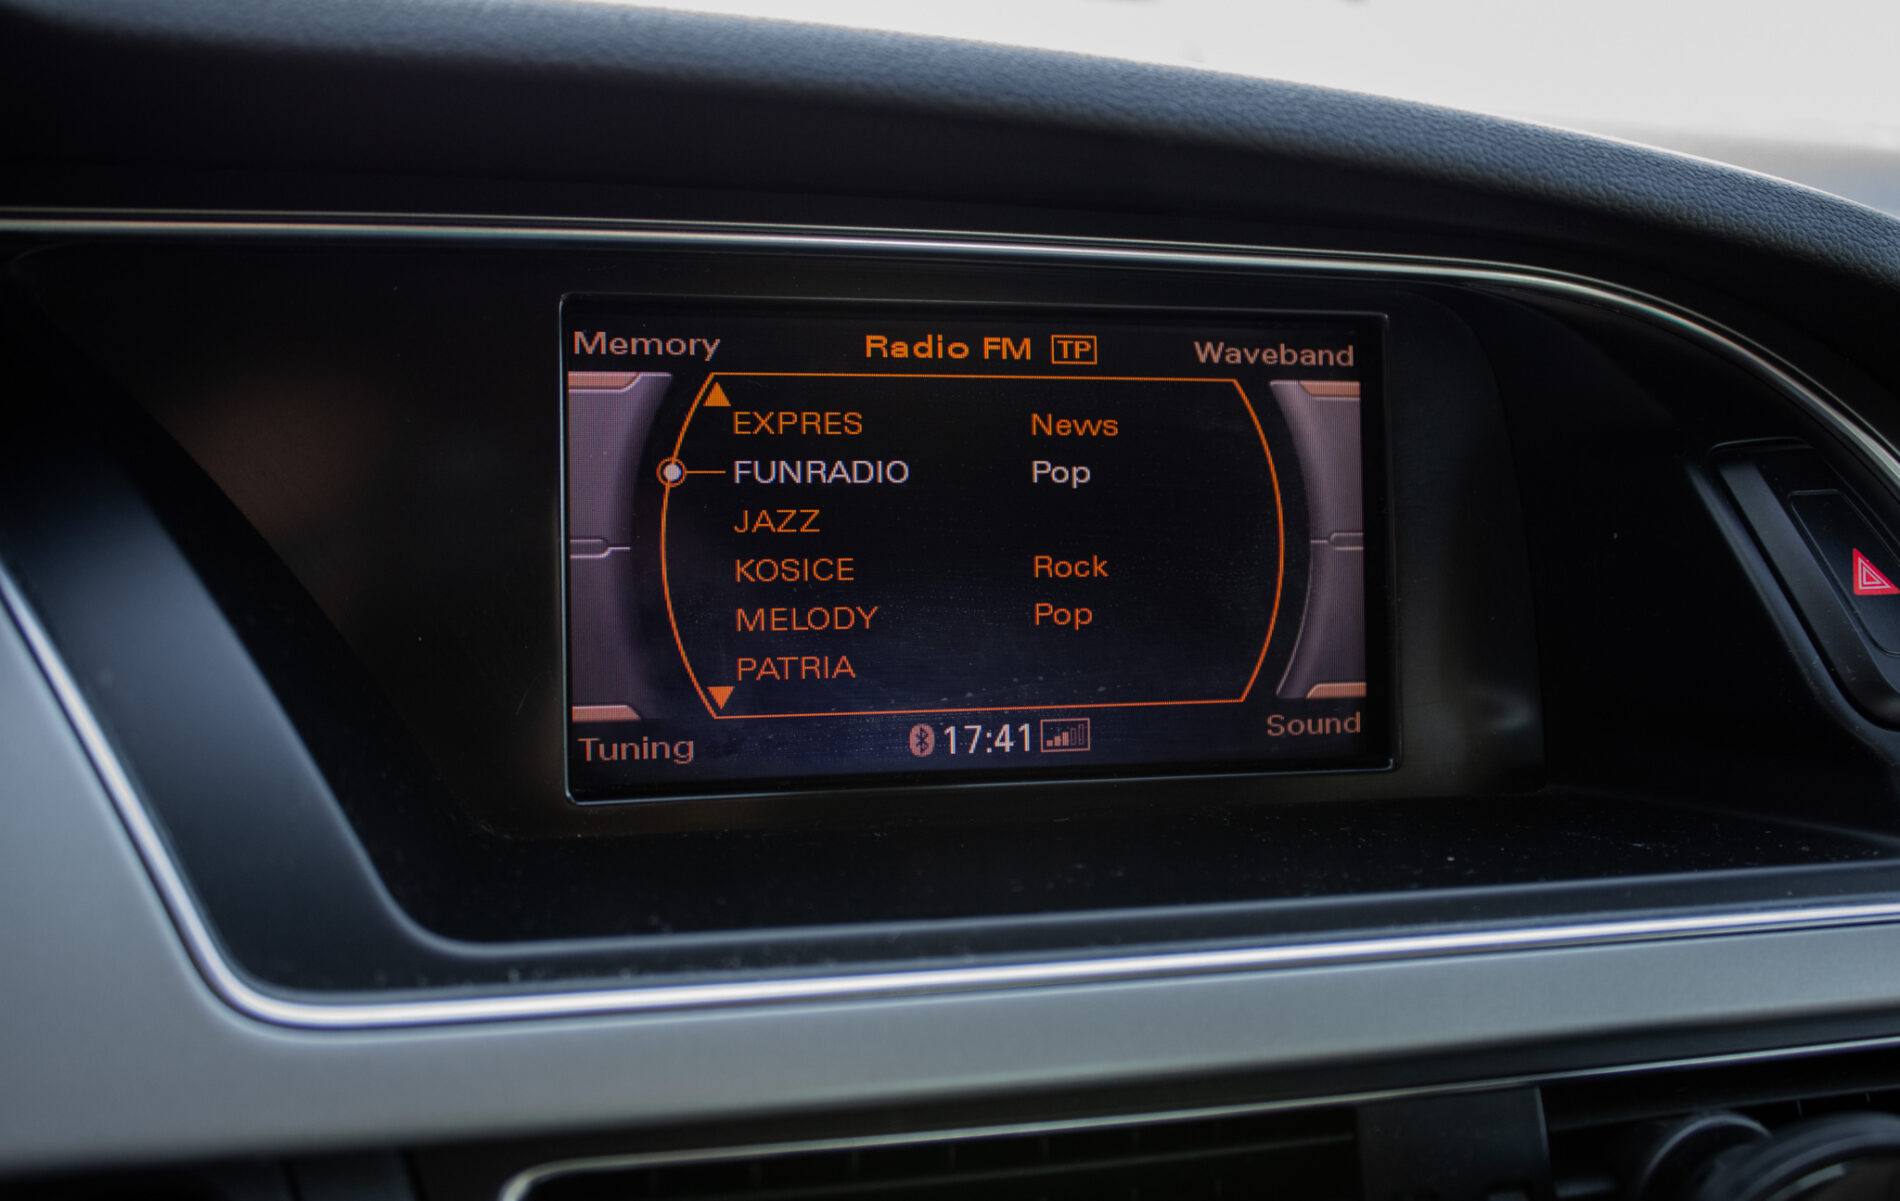 Memory Radio FM TP Waveband
EXPRES News
FUNRADIO Pop
JAZZ
KOSICE Rock
MELODY Pop
PATRIA
Tuning 17:41 Sound